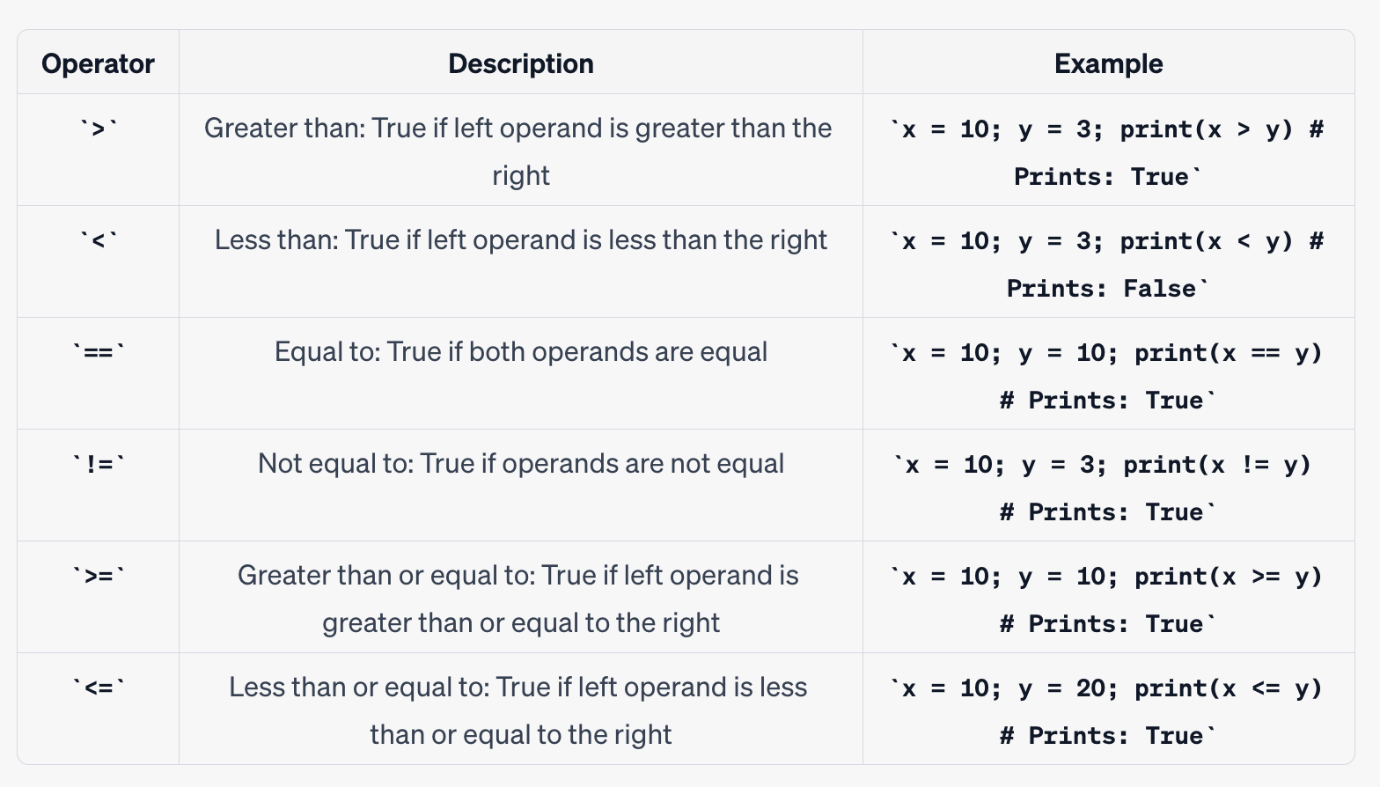 Operator Description Example
`>` Greater than: True if left operand is greater than the `x = 10; y = 3; print(x > y) #
right Prints: True`
`<` Less than: True if left operand is less than the right `x = 10; y = 3; print(x < y) #
Prints: False`
`==` Equal to: True if both operands are equal `x = 10; y = 10; print(x == y)
# Prints: True`
`!=` Not equal to: True if operands are not equal `x = 10; y = 3; print(x != y)
# Prints: True`
`>=` Greater than or equal to: True if left operand is `x = 10; y = 10; print(x >= y)
greater than or equal to the right # Prints: True`
`<=` Less than or equal to: True if left operand is less `x = 10; y = 20; print(x <= y)
than or equal to the right # Prints: True`